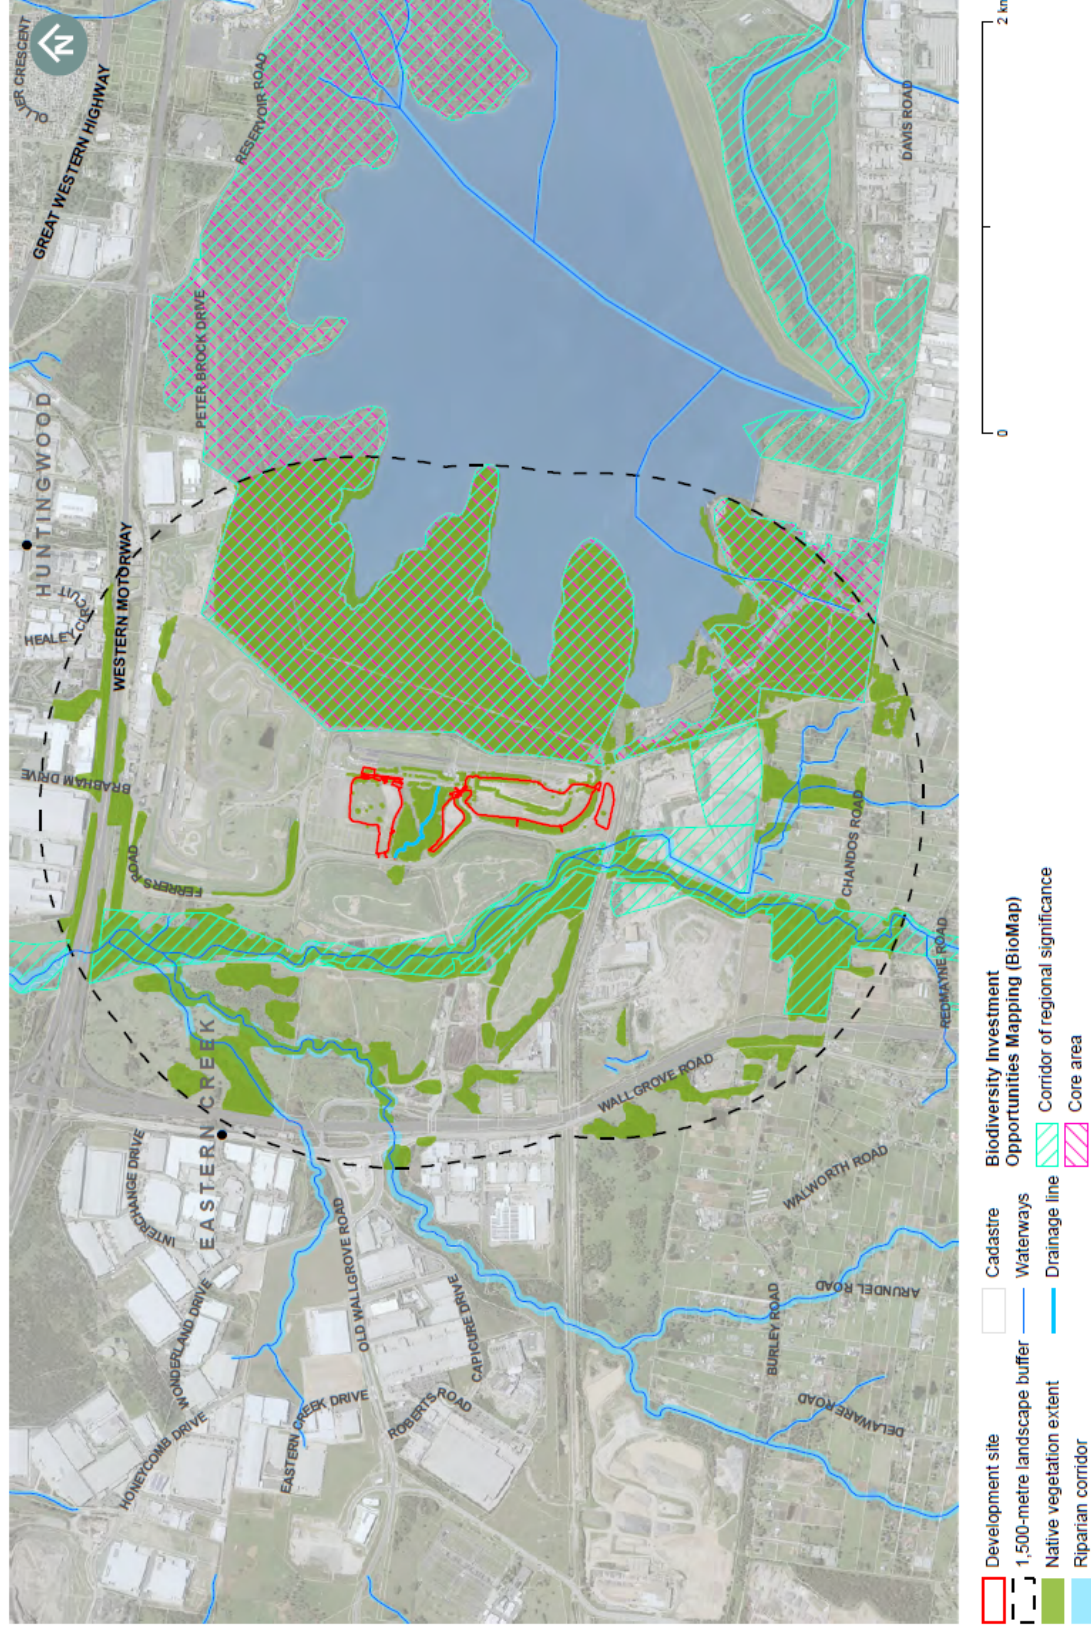 N
OLLIER CRESCENT
GREAT WESTERN HIGHWAY
RESERVOIR ROAD
DAVIS ROAD
PETER BROCK DRIVE
HUNTINGWOOD
HEALEY CIRCUIT
WESTERN MOTORWAY
BRABHAM DRIVE
FERRERS ROAD
CHANDOS ROAD
REDMAYNE ROAD
EASTERN CREEK
WALLGROVE ROAD
INTERCHANGE DRIVE
WALWORTH ROAD
OLD WALLGROVE ROAD
WONDERLAND DRIVE
CAPICURE DRIVE
ARUNDEL ROAD
BURLEY ROAD
HONEYCOMB DRIVE
EASTERN CREEK DRIVE
ROBERTS ROAD
DELAWARE ROAD
0
2 km
Development site
1,500-metre landscape buffer
Native vegetation extent
Riparian corridor
Cadastre
Waterways
Drainage line
Biodiversity Investment
Opportunities Mapping (BioMap)
Corridor of regional significance
Core area